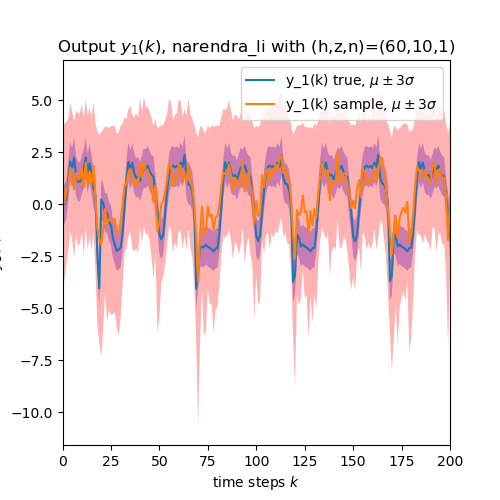 Output y₁(k), narendra_li with (h,z,n)=(60,10,1)
y_1(k) true, μ ± 3σ
y_1(k) sample, μ ± 3σ
5.0
2.5
0.0
−2.5
−5.0
−7.5
−10.0
0 25 50 75 100 125 150 175 200
time steps k